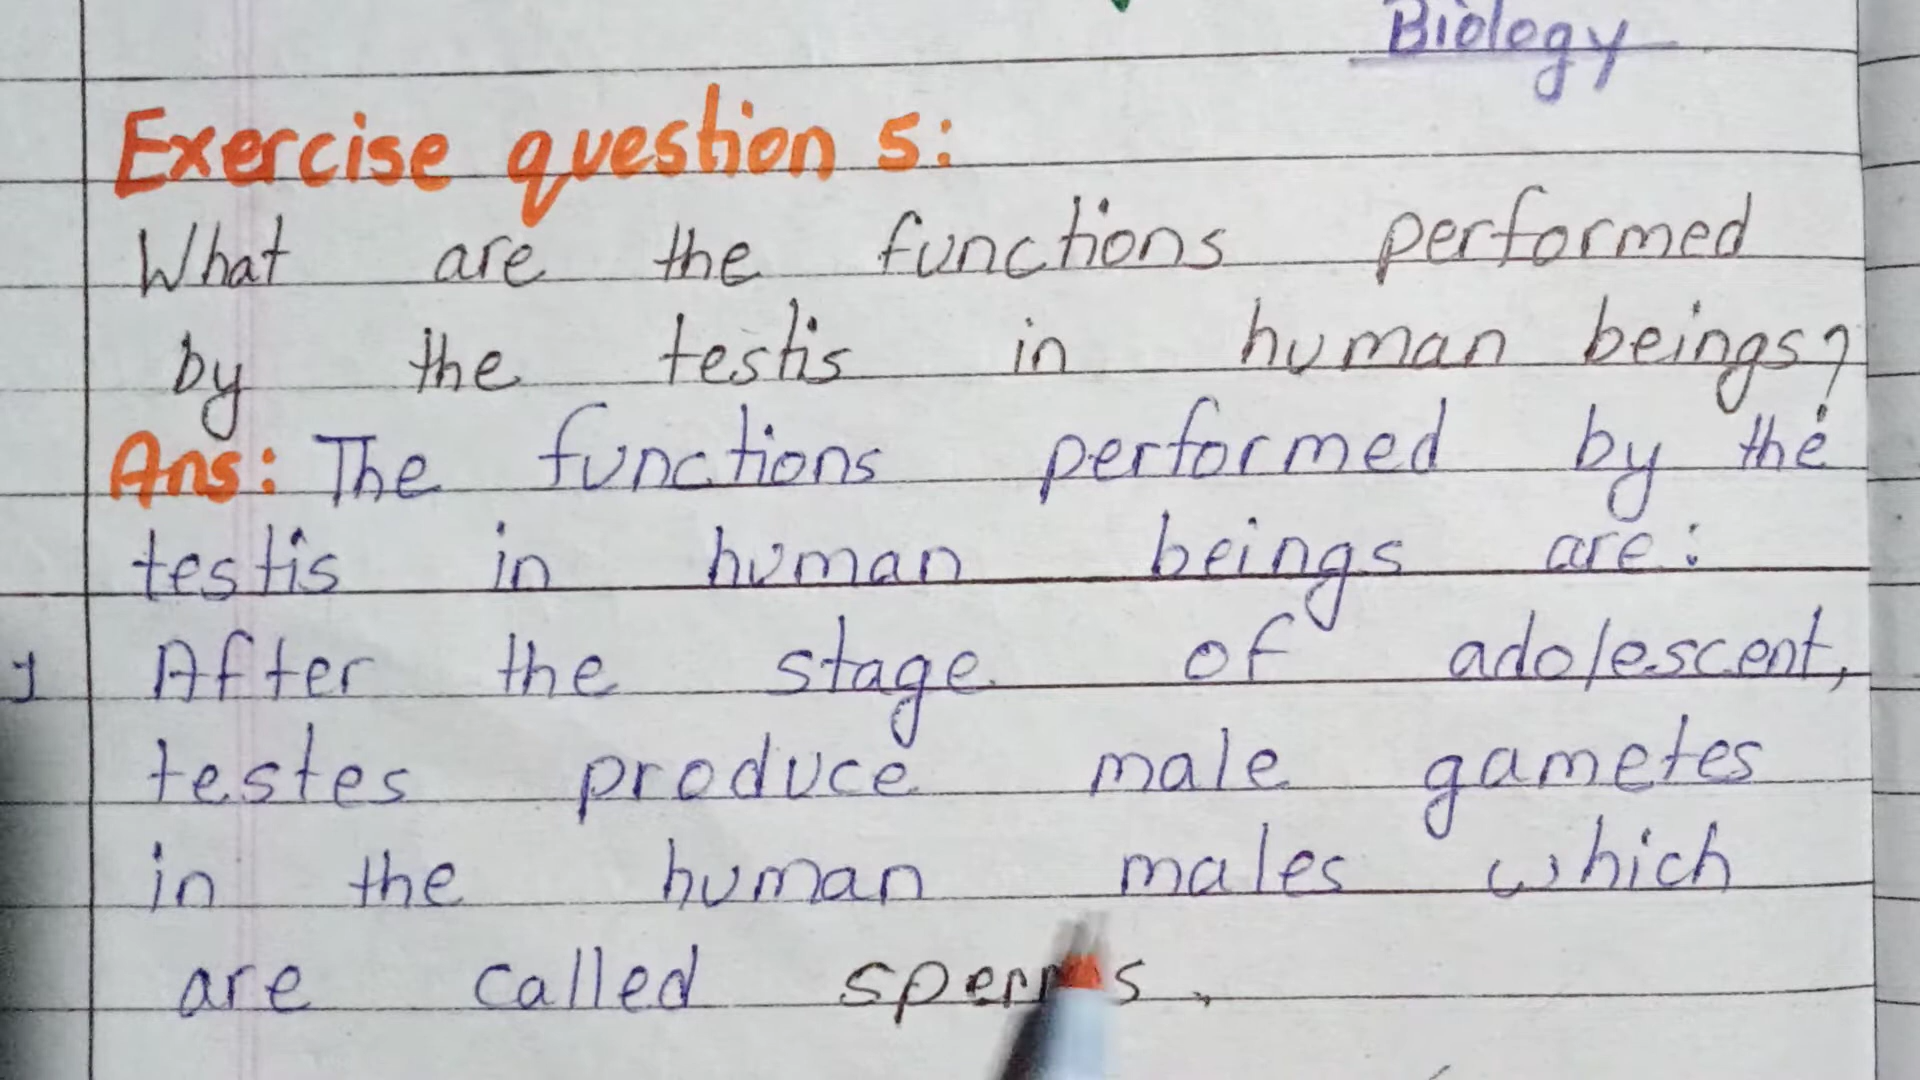 Biology
Exercise question 5:
What are the functions performed
by the testis in human beings?
Ans: The functions performed by the
testis in human beings are:
1 After the stage of adolescent,
testes produce male gametes
in the human males which
are called sperms.